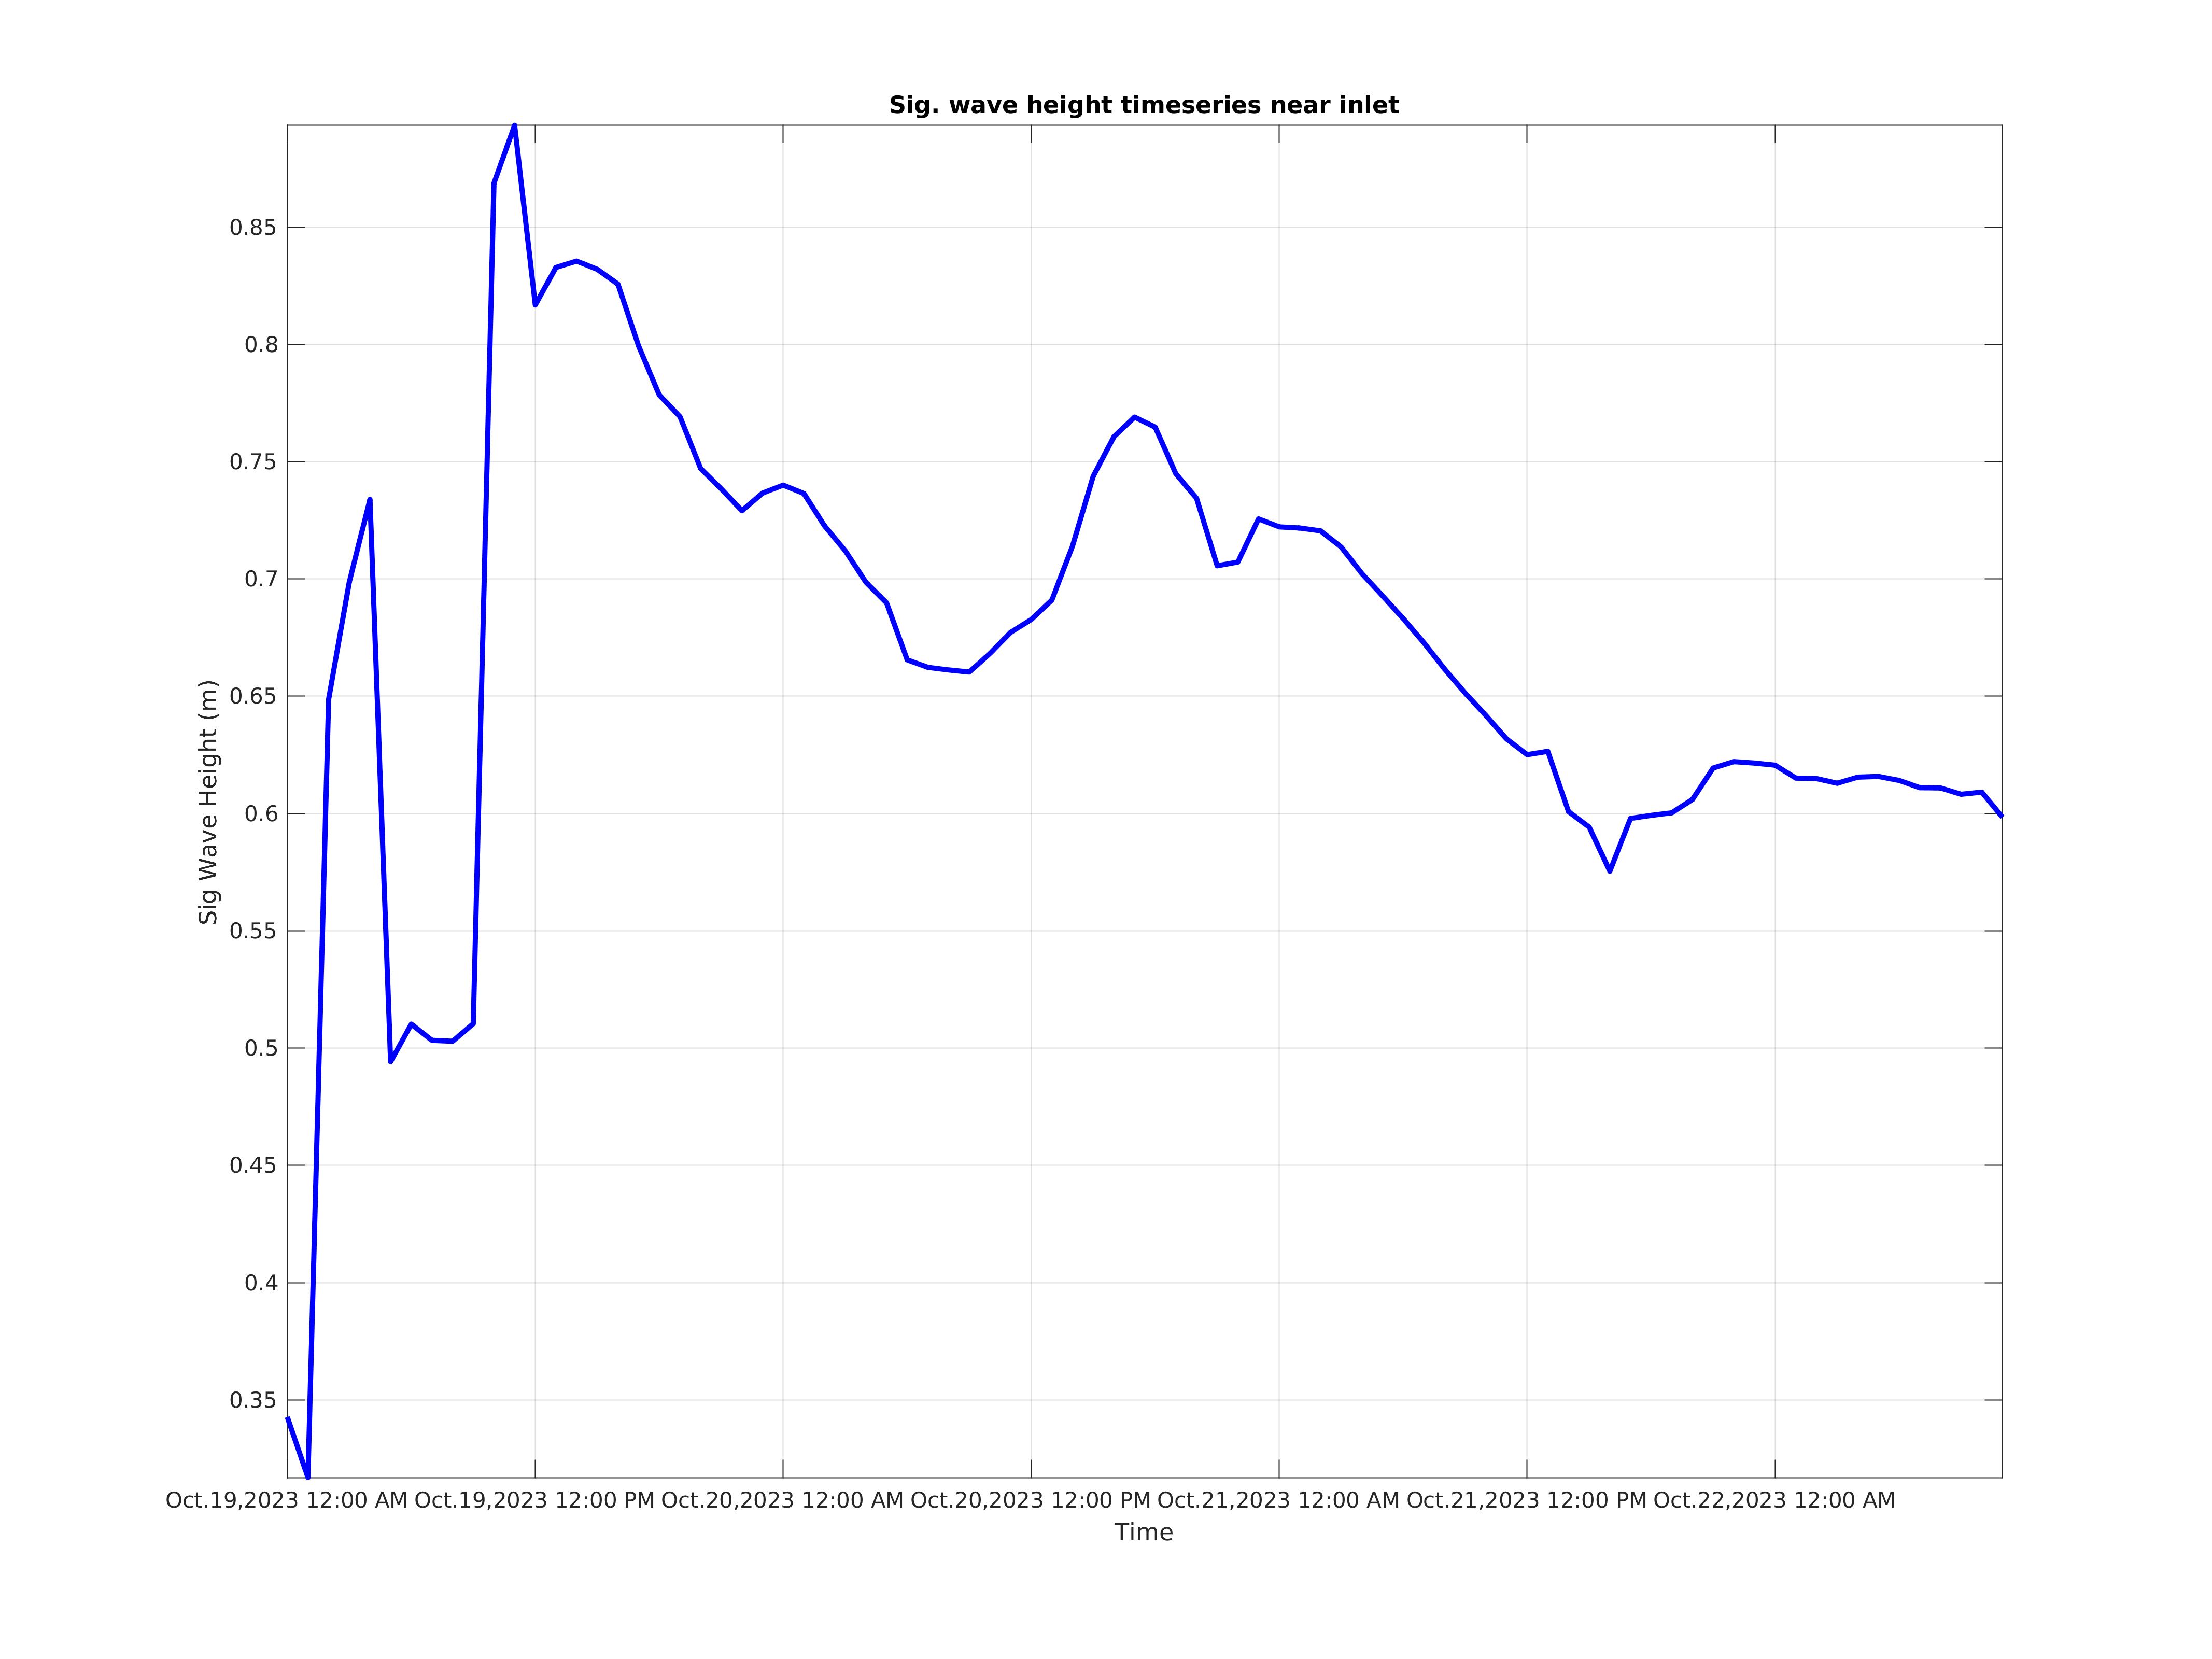 Sig. wave height timeseries near inlet
0.85
0.8
0.75
0.7
0.65
0.6
0.55
0.5
0.45
0.4
0.35
Sig Wave Height (m)
Oct.19,2023 12:00 AM Oct.19,2023 12:00 PM Oct.20,2023 12:00 AM Oct.20,2023 12:00 PM Oct.21,2023 12:00 AM Oct.21,2023 12:00 PM Oct.22,2023 12:00 AM
Time